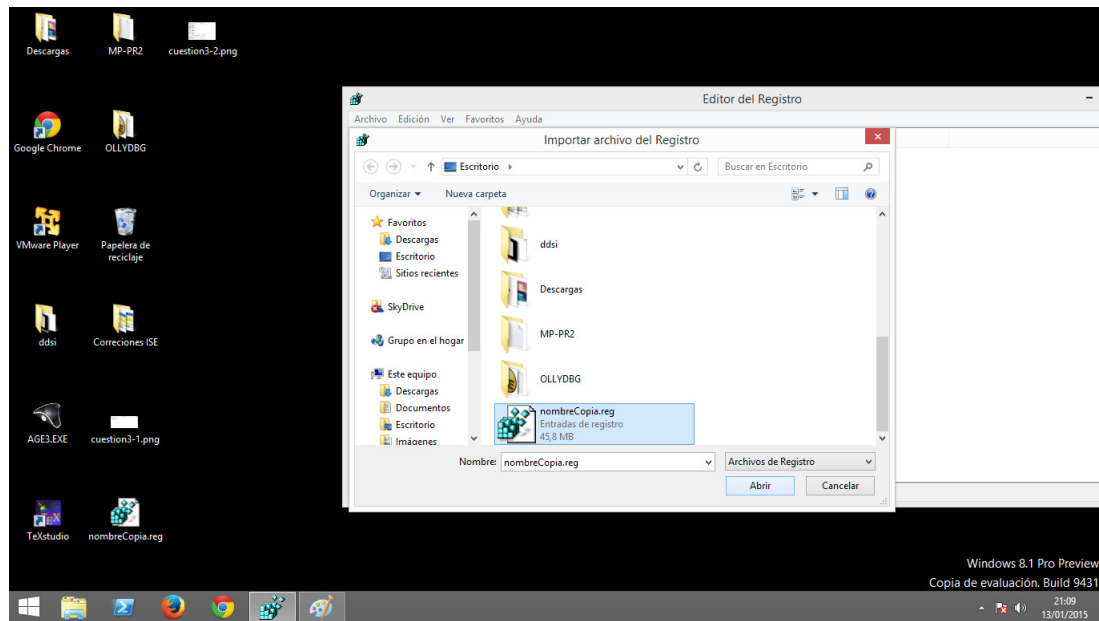 Descargas
MP-PR2
cuestion3-2.png
Google Chrome
OLLYDBG
VMware Player
Papelera de
reciclaje
ddsi
Correciones ISE
AGE3.EXE
cuestion3-1.png
TeXstudio
nombreCopia.reg
Editor del Registro
Archivo Edición Ver Favoritos Ayuda
Importar archivo del Registro
Escritorio
Buscar en Escritorio
Organizar
Nueva carpeta
Favoritos
Descargas
Escritorio
Sitios recientes
SkyDrive
Grupo en el hogar
Este equipo
Descargas
Documentos
Escritorio
Imágenes
ddsi
Descargas
MP-PR2
OLLYDBG
nombreCopia.reg
Entradas de registro
45,8 MB
Nombre: nombreCopia.reg
Archivos de Registro
Abrir
Cancelar
Windows 8.1 Pro Preview
Copia de evaluación. Build 9431
21:09
13/01/2015